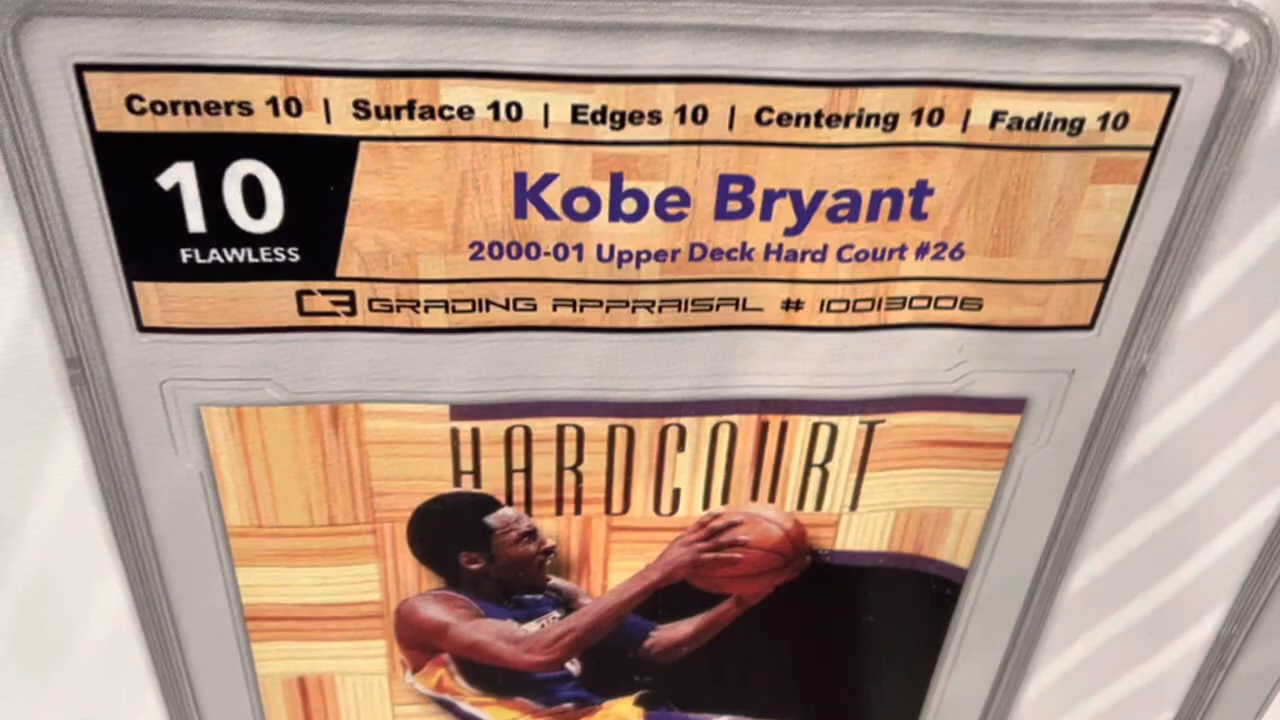 Corners 10 | Surface 10 | Edges 10 | Centering 10 | Fading 10
10
FLAWLESS
Kobe Bryant
2000-01 Upper Deck Hard Court #26
GRADING APPRAISAL # 10013006
HARDCOURT